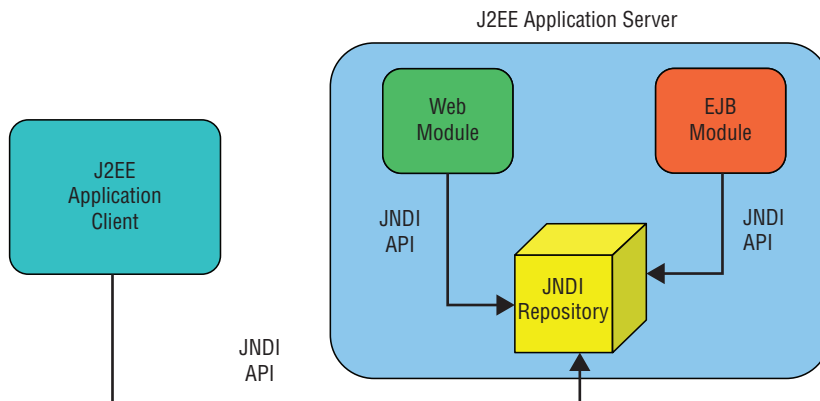 J2EE Application Server
Web
Module
EJB
Module
J2EE
Application
Client
JNDI
API
JNDI
API
JNDI
Repository
JNDI
API